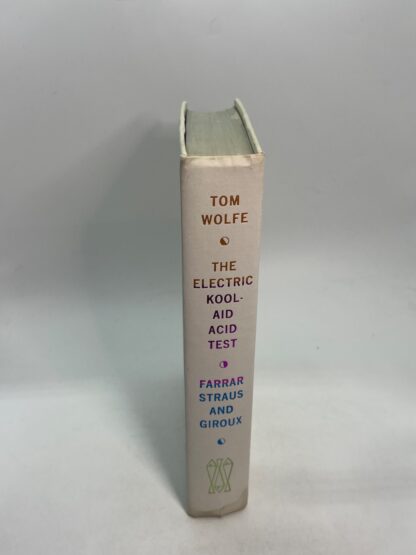 TOM
WOLFE
THE
ELECTRIC
KOOL-
AID
ACID
TEST
FARRAR
STRAUS
AND
GIROUX